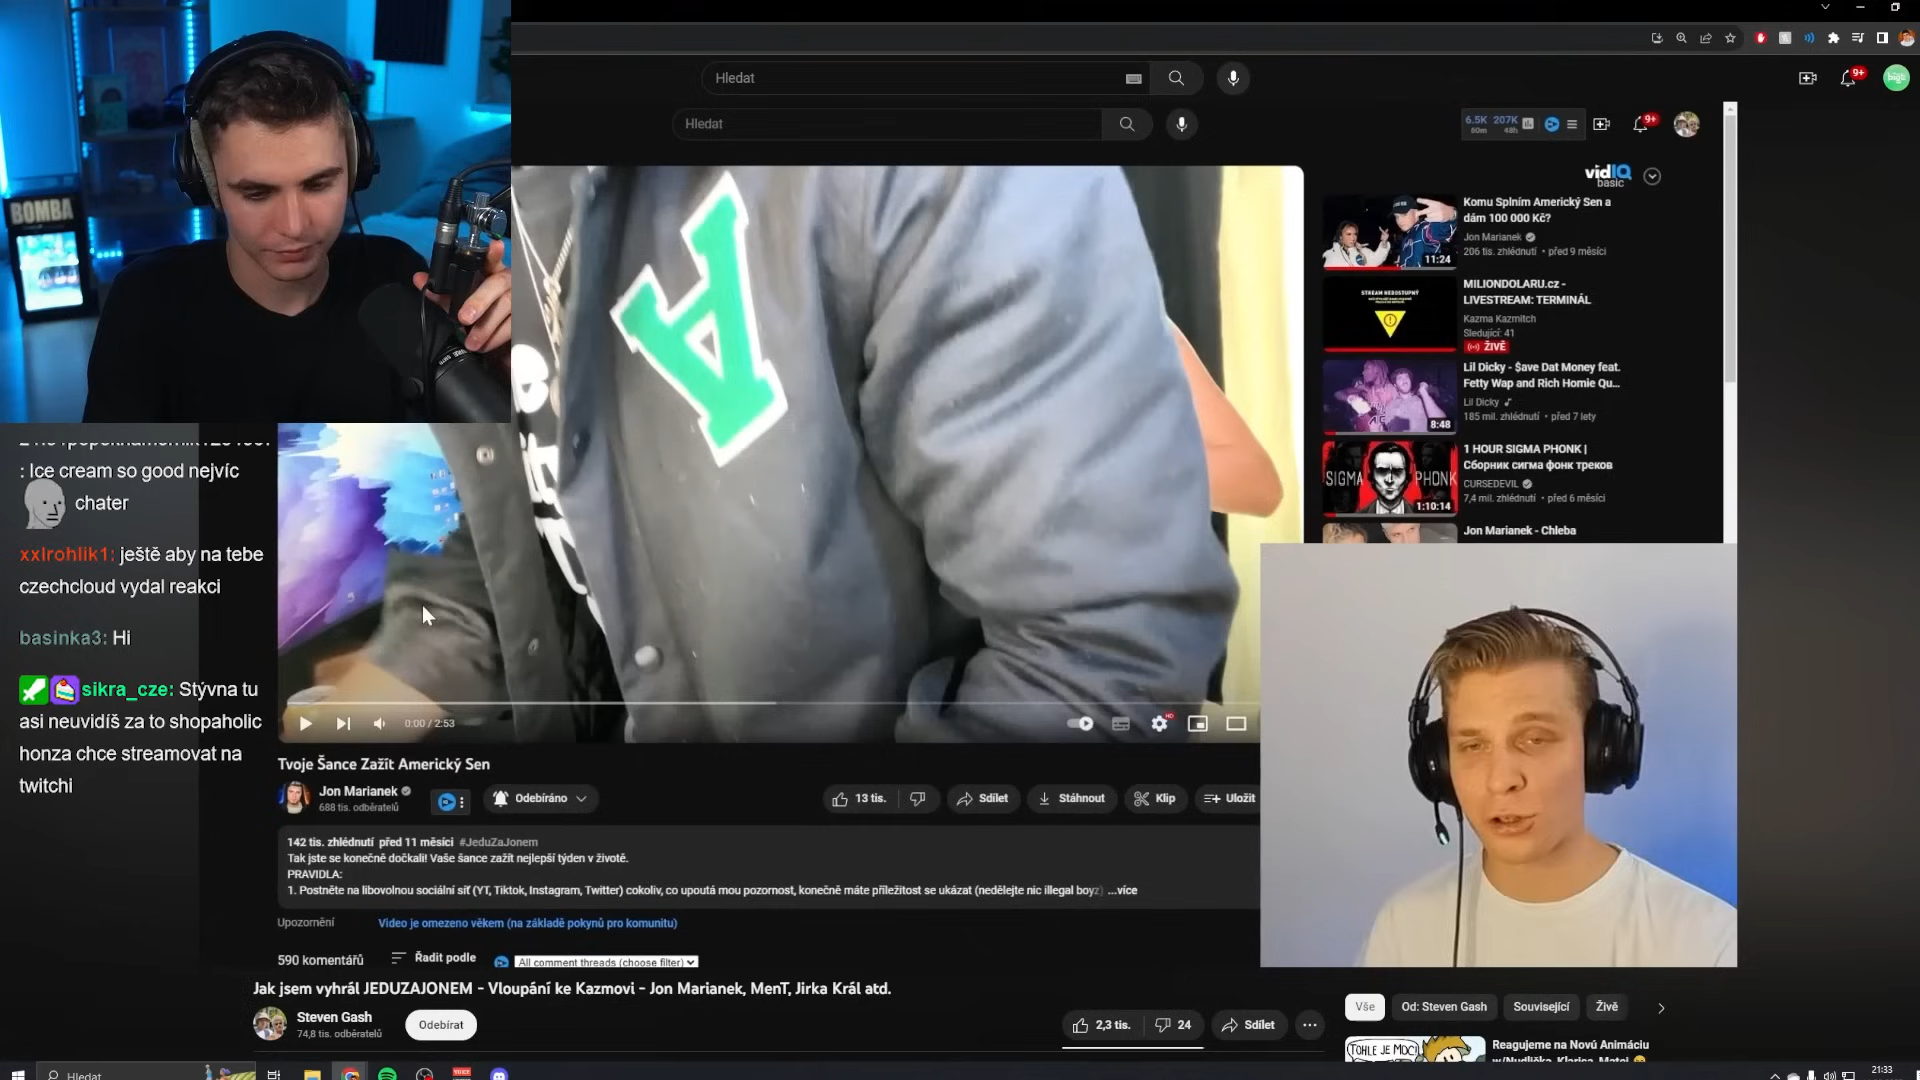 Hledat
9+
Hledat
6.5K 207K
60m 48h
9+
vidIQ
basic
BOMBA
A
Komu Splním Americký Sen a
dám 100 000 Kč?
Jon Marianek
206 tis. zhlédnutí • před 9 měsíci
11:24
STREAM NEDOSTUPNÝ
MILIONDOLARU.cz -
LIVESTREAM: TERMINÁL
Kazma Kazmitch
Sledující: 41
ŽIVĚ
Lil Dicky - $ave Dat Money feat.
Fetty Wap and Rich Homie Qu...
Lil Dicky
185 mil. zhlédnutí • před 7 lety
8:48
1 HOUR SIGMA PHONK |
Сборник сигма фонк треков
CURSEDEVIL
7,4 mil. zhlédnutí • před 6 měsíci
SIGMA PHONK
1:10:14
Jon Marianek - Chleba
: Ice cream so good nejvíc
chater
xxlrohlik1: ještě aby na tebe
czechcloud vydal reakci
basinka3: Hi
sikra_cze: Stývna tu
asi neuvidíš za to shopaholic
honza chce streamovat na
twitchi
0:00 / 2:53
HD
Tvoje Šance Zažít Americký Sen
Jon Marianek
688 tis. odběratelů
Odebíráno
13 tis.
Sdílet
Stáhnout
Klip
Uložit
142 tis. zhlédnutí před 11 měsíci #JeduZaJonem
Tak jste se konečně dočkali! Vaše šance zažít nejlepší týden v životě.
PRAVIDLA:
1. Postněte na libovolnou sociální síť (YT, Tiktok, Instagram, Twitter) cokoliv, co upoutá mou pozornost, konečně máte příležitost se ukázat (nedělejte nic illegal boyz) ...více
Upozornění
Video je omezeno věkem (na základě pokynů pro komunitu)
590 komentářů
Řadit podle
All comment threads (choose filter)
Jak jsem vyhrál JEDUZAJONEM - Vloupání ke Kazmovi - Jon Marianek, MenT, Jirka Král atd.
Steven Gash
74,8 tis. odběratelů
Odebírat
2,3 tis.
24
Sdílet
Vše
Od: Steven Gash
Související
Živě
TOHLE JE MOC!
Reagujeme na Novú Animáciu
Hledat
21:33